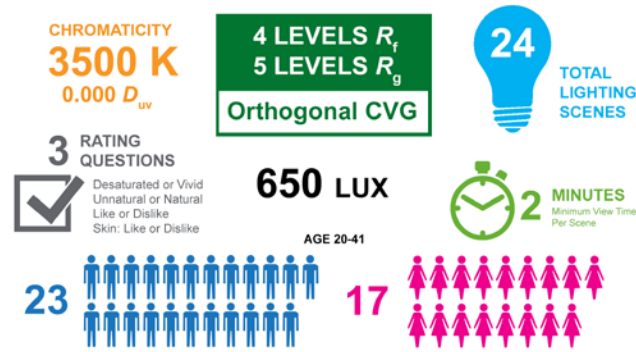 CHROMATICITY
3500 K
0.000 Duv
4 LEVELS Rf
5 LEVELS Rg
Orthogonal CVG
24
TOTAL
LIGHTING
SCENES
3 RATING
QUESTIONS
Desaturated or Vivid
Unnatural or Natural
Like or Dislike
Skin: Like or Dislike
650 LUX
2 MINUTES
Minimum View Time
Per Scene
AGE 20-41
23
17